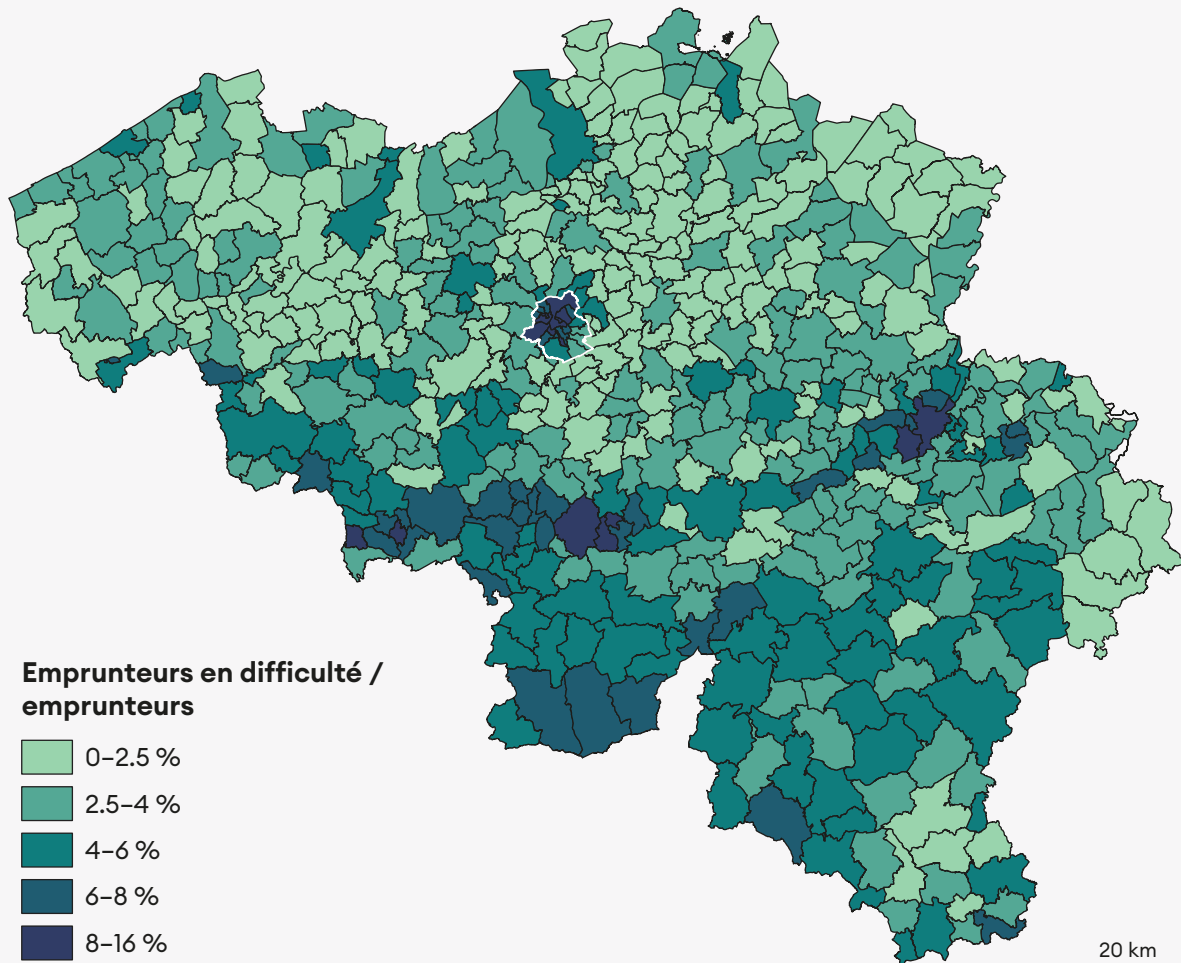 Emprunteurs en difficulté /
emprunteurs
0–2.5 %
2.5–4 %
4–6 %
6–8 %
8–16 %
20 km